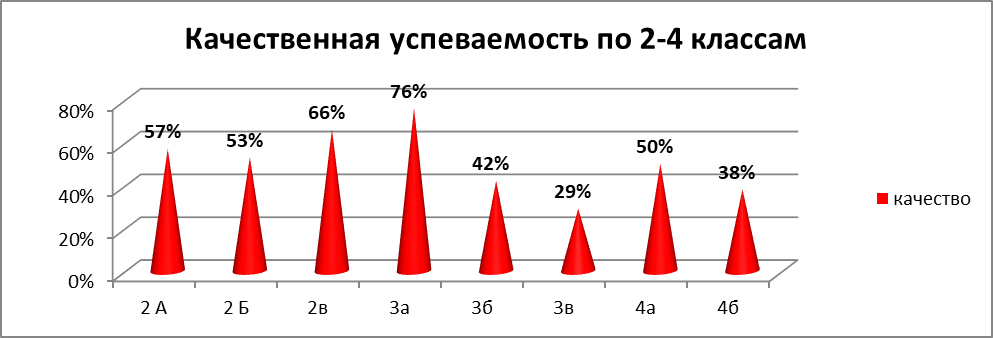 Качественная успеваемость по 2-4 классам
80%
60%
40%
20%
0%
57%
53%
66%
76%
42%
29%
50%
38%
2 А
2 Б
2в
3а
3б
3в
4а
4б
качество